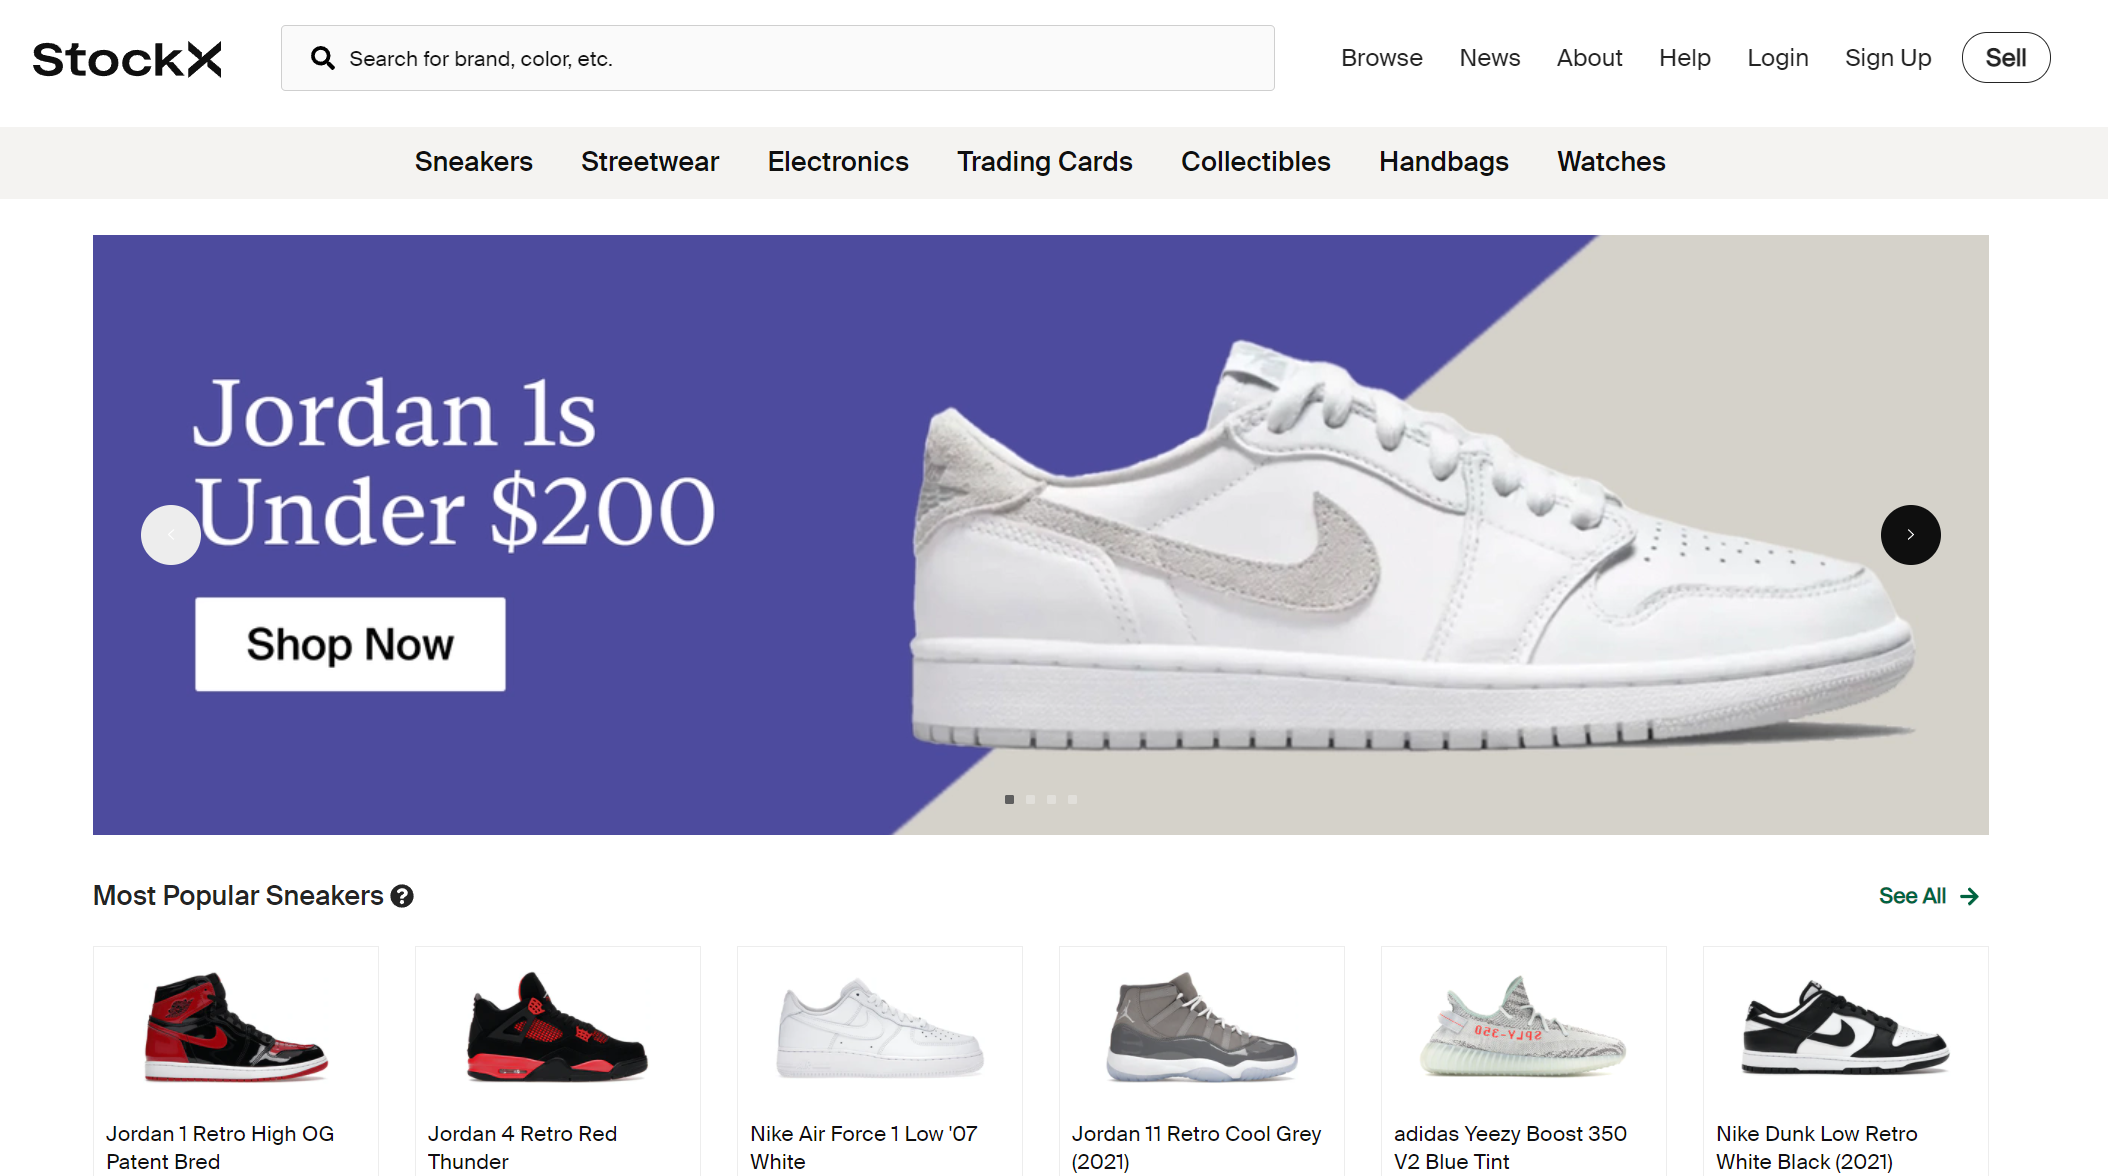 StockX
Search for brand, color, etc.
Browse News About Help Login Sign Up Sell
Sneakers Streetwear Electronics Trading Cards Collectibles Handbags Watches
Jordan 1s
Under $200
Shop Now
Most Popular Sneakers
See All
SPLY-350
Jordan 1 Retro High OG
Patent Bred
Jordan 4 Retro Red
Thunder
Nike Air Force 1 Low '07
White
Jordan 11 Retro Cool Grey
(2021)
adidas Yeezy Boost 350
V2 Blue Tint
Nike Dunk Low Retro
White Black (2021)